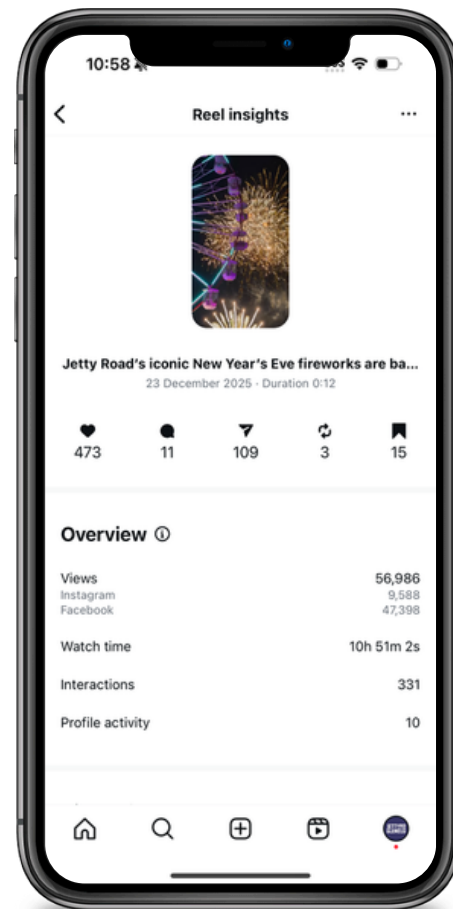 10:58
Reel insights
Jetty Road's iconic New Year's Eve fireworks are ba...
23 December 2025 · Duration 0:12
473 11 109 3 15
Overview
Views 56,986
Instagram 9,588
Facebook 47,398
Watch time 10h 51m 2s
Interactions 331
Profile activity 10